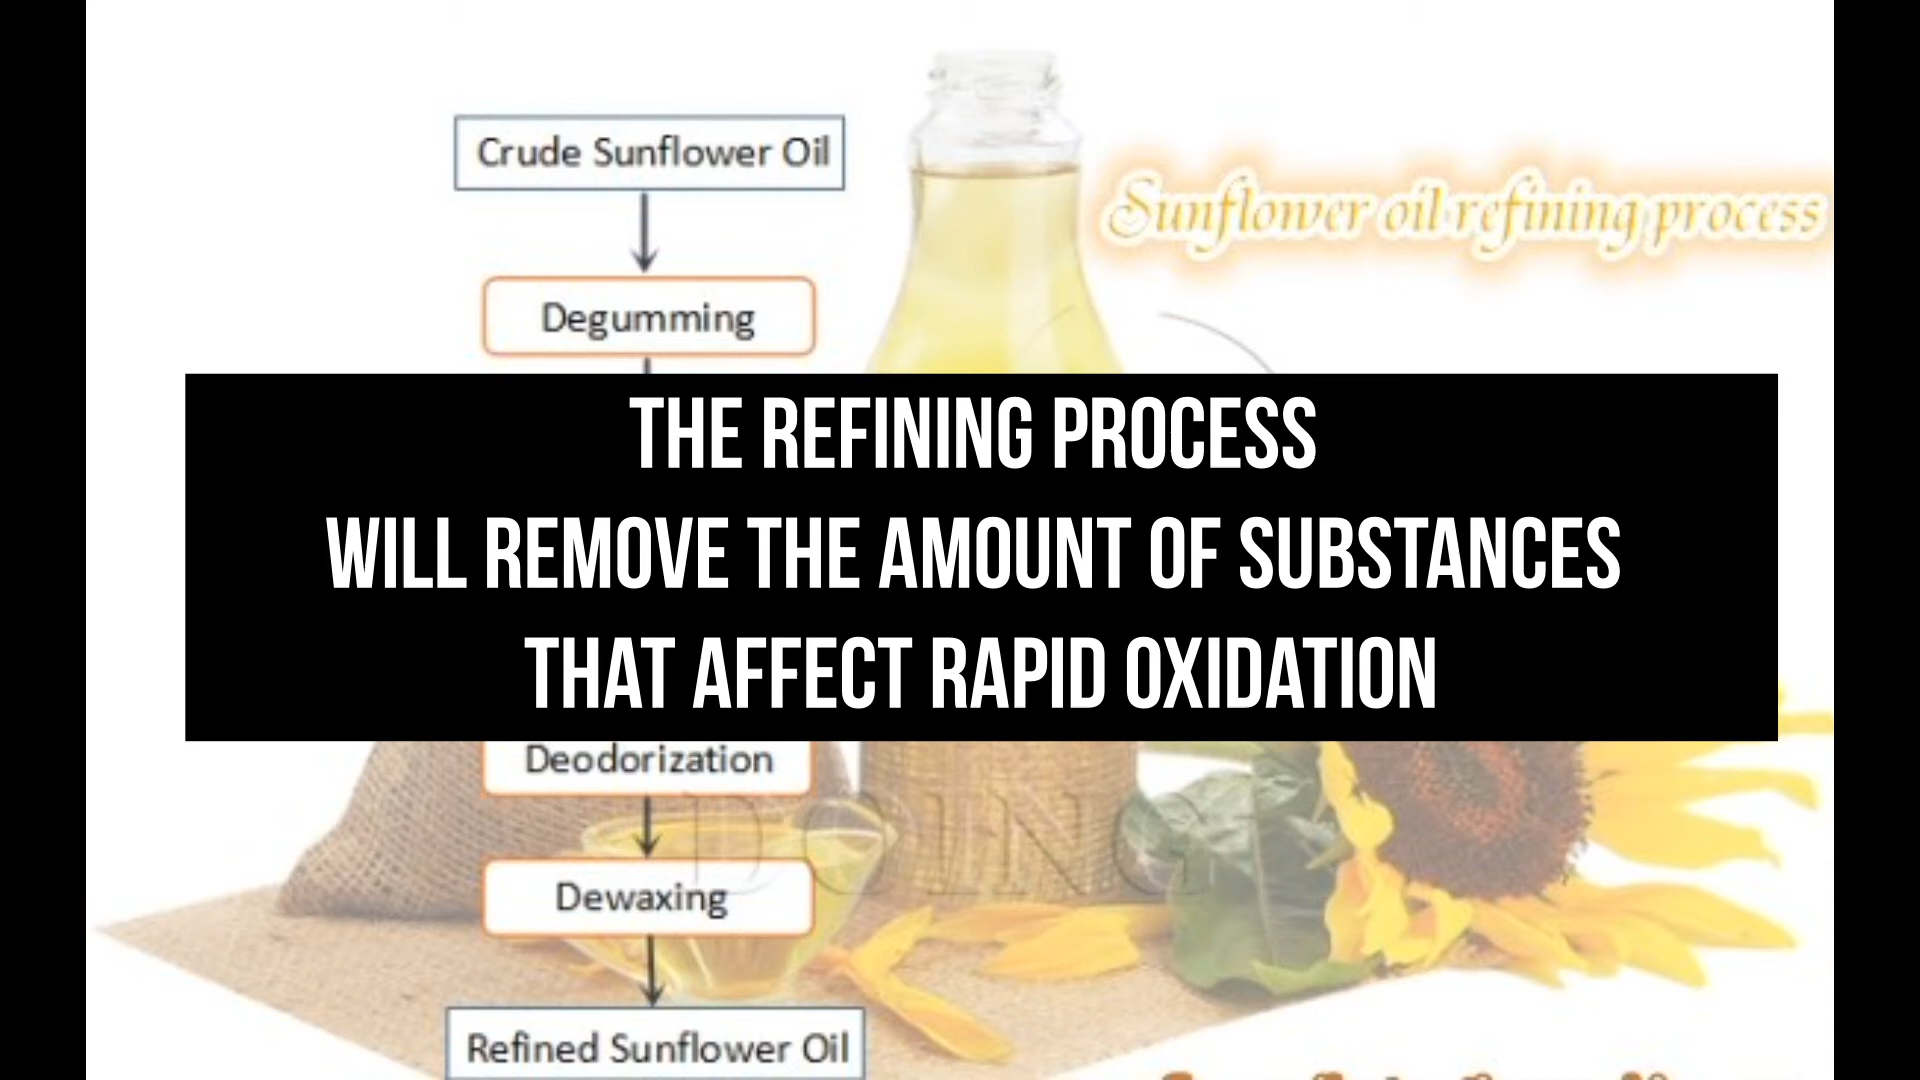 Crude Sunflower Oil
Sunflower oil refining process
Degumming
THE REFINING PROCESS
WILL REMOVE THE AMOUNT OF SUBSTANCES
THAT AFFECT RAPID OXIDATION
Deodorization
DOING
Dewaxing
Refined Sunflower Oil